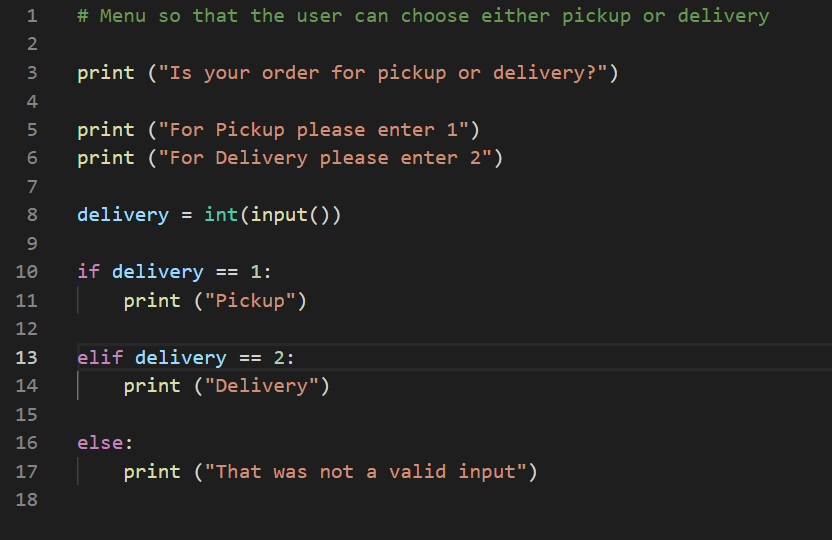 1 # Menu so that the user can choose either pickup or delivery
2
3 print ("Is your order for pickup or delivery?")
4
5 print ("For Pickup please enter 1")
6 print ("For Delivery please enter 2")
7
8 delivery = int(input())
9
10 if delivery == 1:
11     print ("Pickup")
12
13 elif delivery == 2:
14     print ("Delivery")
15
16 else:
17     print ("That was not a valid input")
18